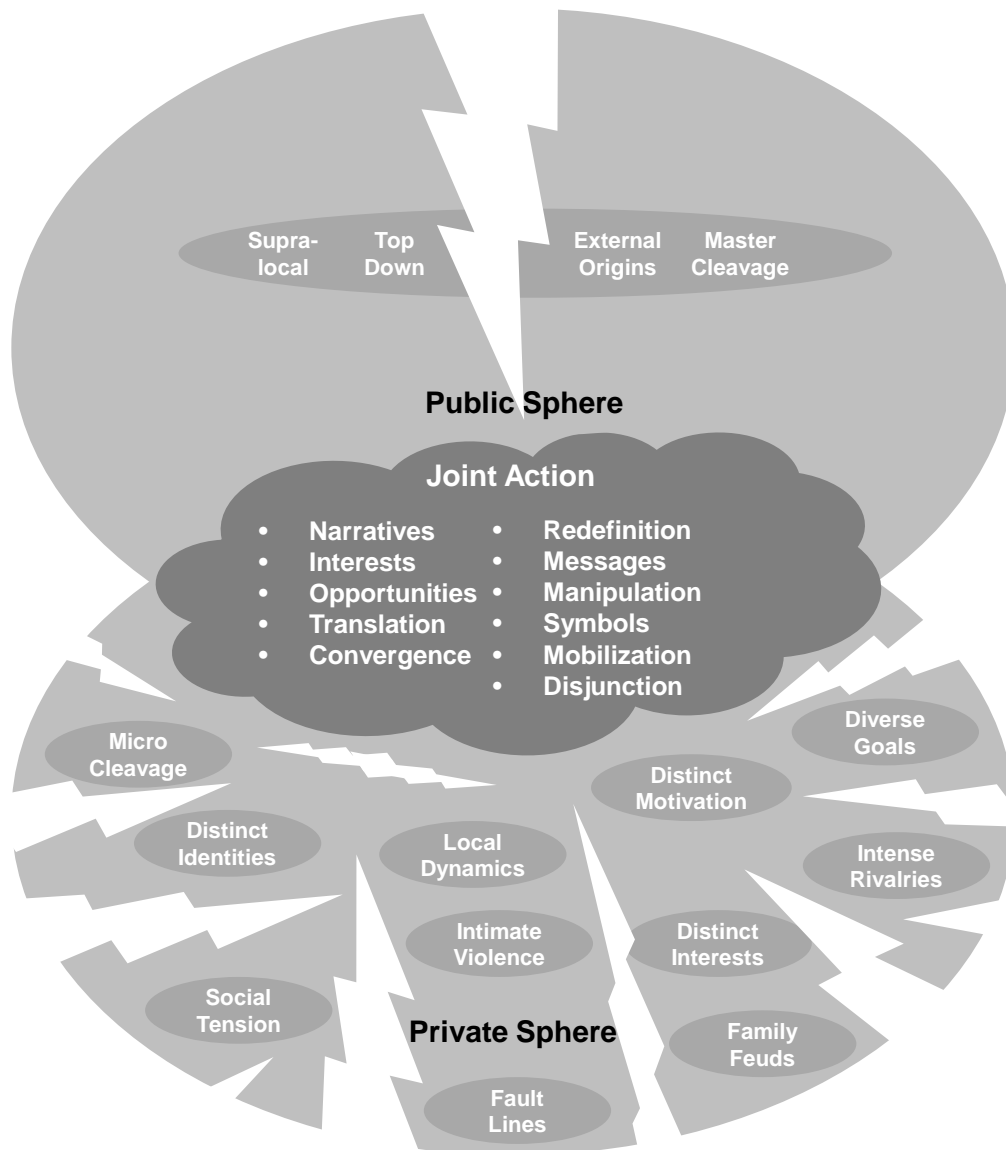 Supra-
local
Top
Down
External
Origins
Master
Cleavage
Public Sphere
Joint Action
• Narratives
• Interests
• Opportunities
• Translation
• Convergence
• Redefinition
• Messages
• Manipulation
• Symbols
• Mobilization
• Disjunction
Micro
Cleavage
Diverse
Goals
Distinct
Motivation
Distinct
Identities
Local
Dynamics
Intense
Rivalries
Intimate
Violence
Distinct
Interests
Social
Tension
Private Sphere
Family
Feuds
Fault
Lines